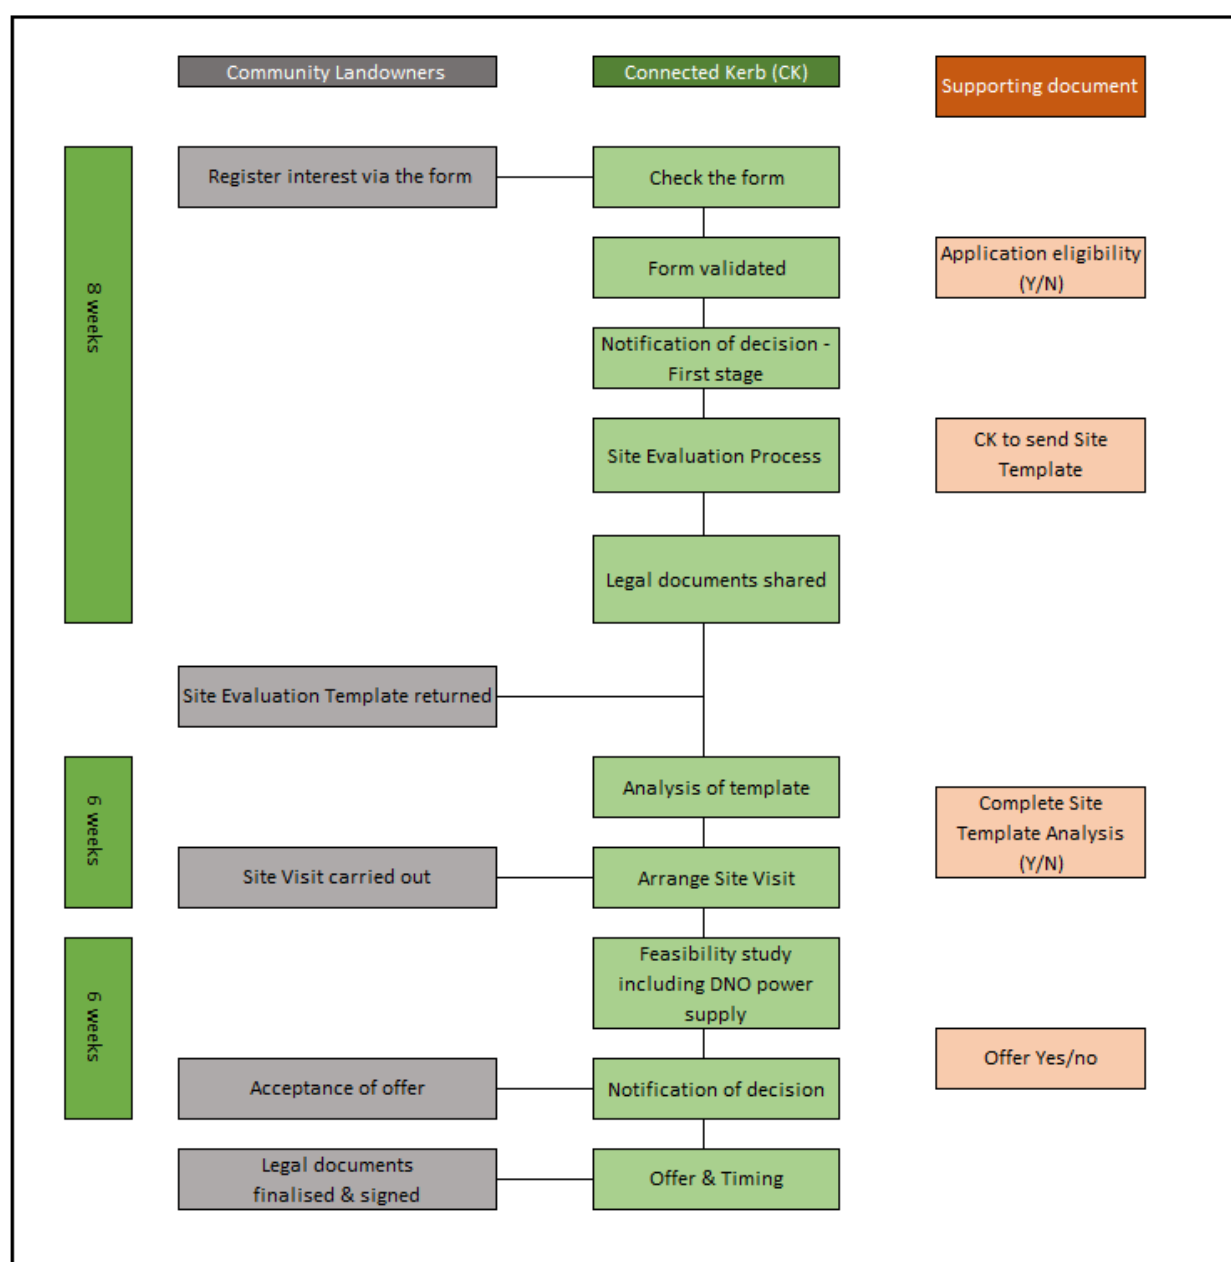 Community Landowners
Connected Kerb (CK)
Supporting document
8 weeks
Register interest via the form
Check the form
Form validated
Application eligibility
(Y/N)
Notification of decision -
First stage
Site Evaluation Process
CK to send Site
Template
Legal documents shared
Site Evaluation Template returned
6 weeks
Analysis of template
Complete Site
Template Analysis
(Y/N)
Site Visit carried out
Arrange Site Visit
6 weeks
Feasibility study
including DNO power
supply
Offer Yes/no
Acceptance of offer
Notification of decision
Legal documents
finalised & signed
Offer & Timing